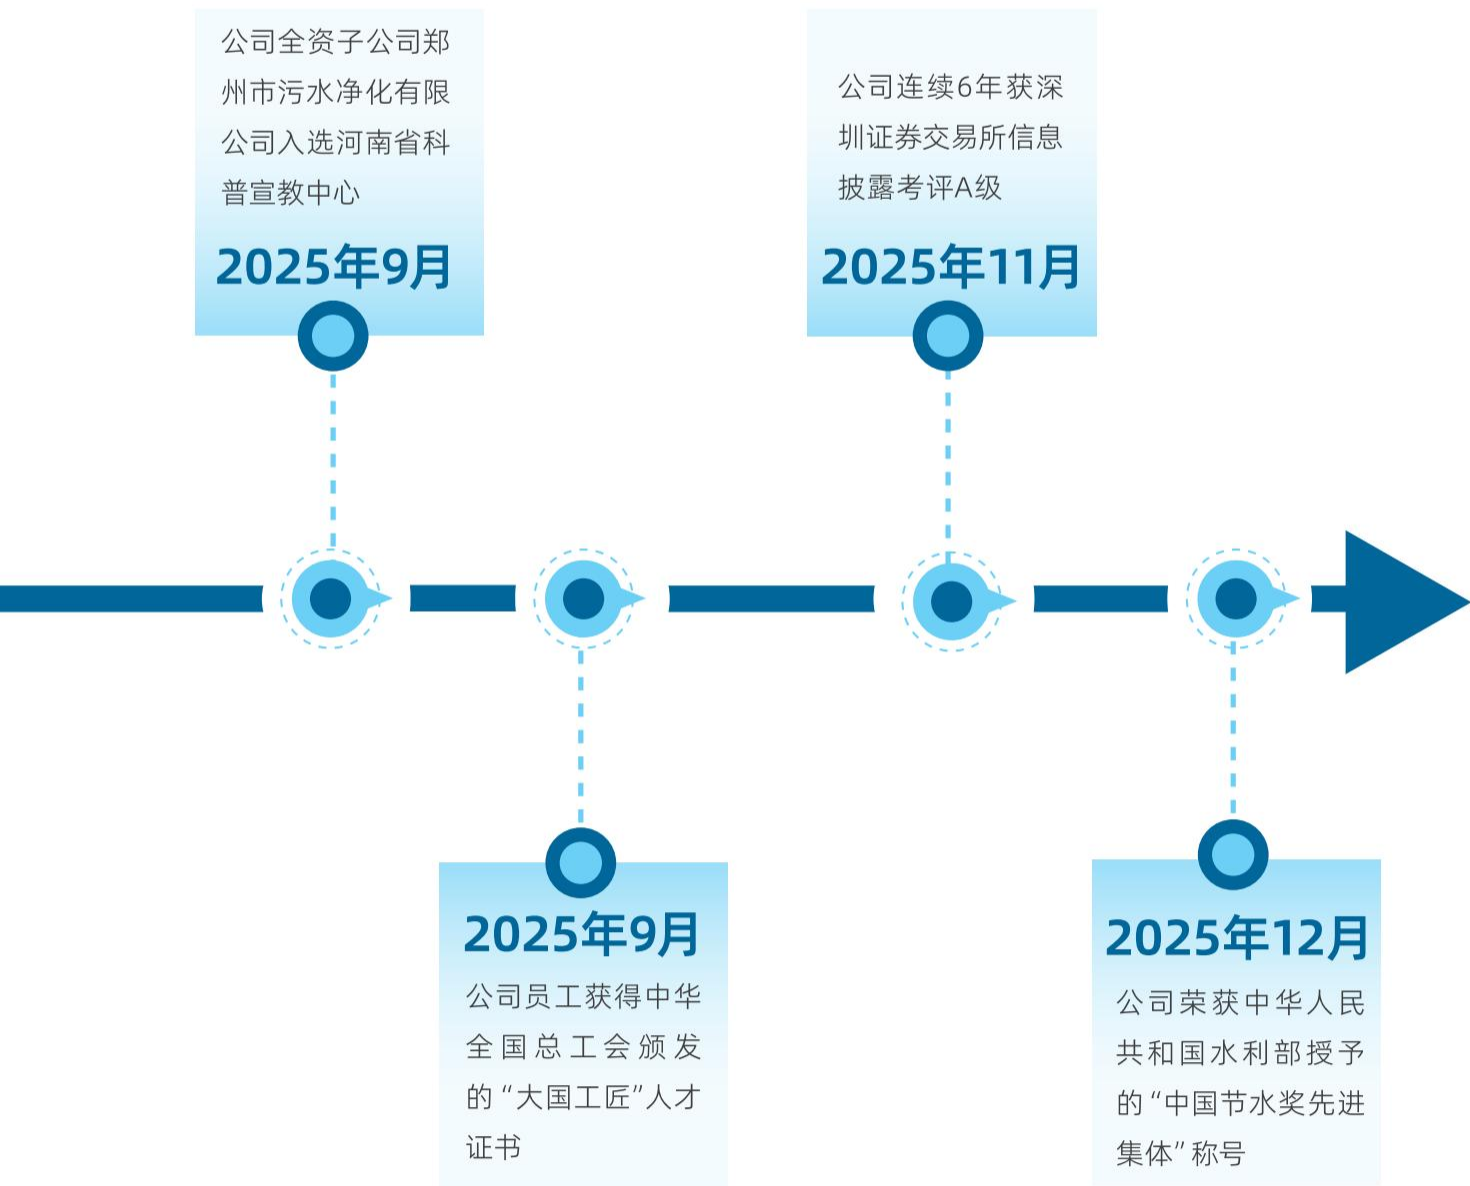 公司全资子公司郑
州市污水净化有限
公司入选河南省科
普宣教中心
2025年9月
公司连续6年获深
圳证券交易所信息
披露考评A级
2025年11月
2025年9月
公司员工获得中华
全国总工会颁发
的“大国工匠”人才
证书
2025年12月
公司荣获中华人民
共和国水利部授予
的“中国节水奖先进
集体”称号